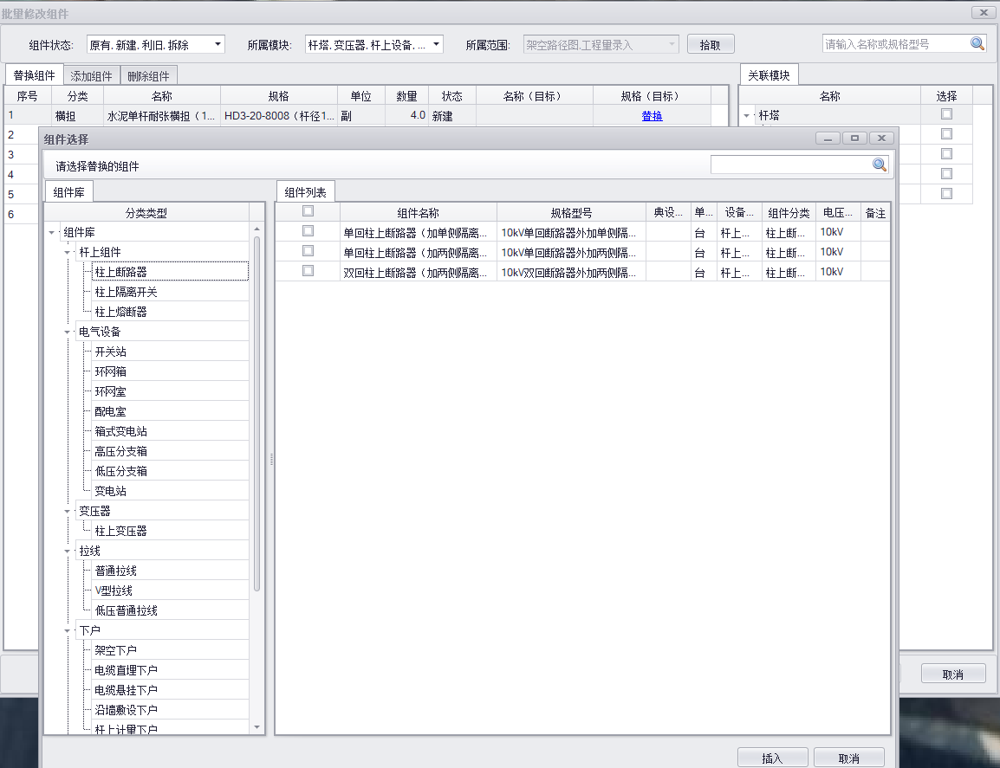 批量修改组件
组件状态: 原有, 新建, 利旧, 拆除 所属模块: 杆塔, 变压器, 杆上设备, ... 所属范围: 架空路径图,工程量录入 拾取 请输入名称或规格型号
替换组件 添加组件 删除组件 关联模块
序号 分类 名称 规格 单位 数量 状态 名称（目标） 规格（目标） 名称 选择
1 横担 水泥单杆耐张横担（1... HD3-20-8008（杆径1... 副 4.0 新建 替换 杆塔
2
3
4
5
6
组件选择
请选择替换的组件
组件库 组件列表
分类类型 组件名称 规格型号 典设... 单... 设备... 组件分类 电压... 备注
组件库 单回柱上断路器（加单侧隔离... 10kV单回断路器外加单侧隔... 台 杆上... 柱上断... 10kV
杆上组件 单回柱上断路器（加两侧隔离... 10kV单回断路器外加两侧隔... 台 杆上... 柱上断... 10kV
柱上断路器 双回柱上断路器（加两侧隔离... 10kV双回断路器外加两侧隔... 台 杆上... 柱上断... 10kV
柱上隔离开关
柱上熔断器
电气设备
开关站
环网箱
环网室
配电室
箱式变电站
高压分支箱
低压分支箱
变电站
变压器
柱上变压器
拉线
普通拉线
V型拉线
低压普通拉线
下户
架空下户
电缆直埋下户
电缆悬挂下户
沿墙敷设下户
杆上计量下户
取消
插入 取消